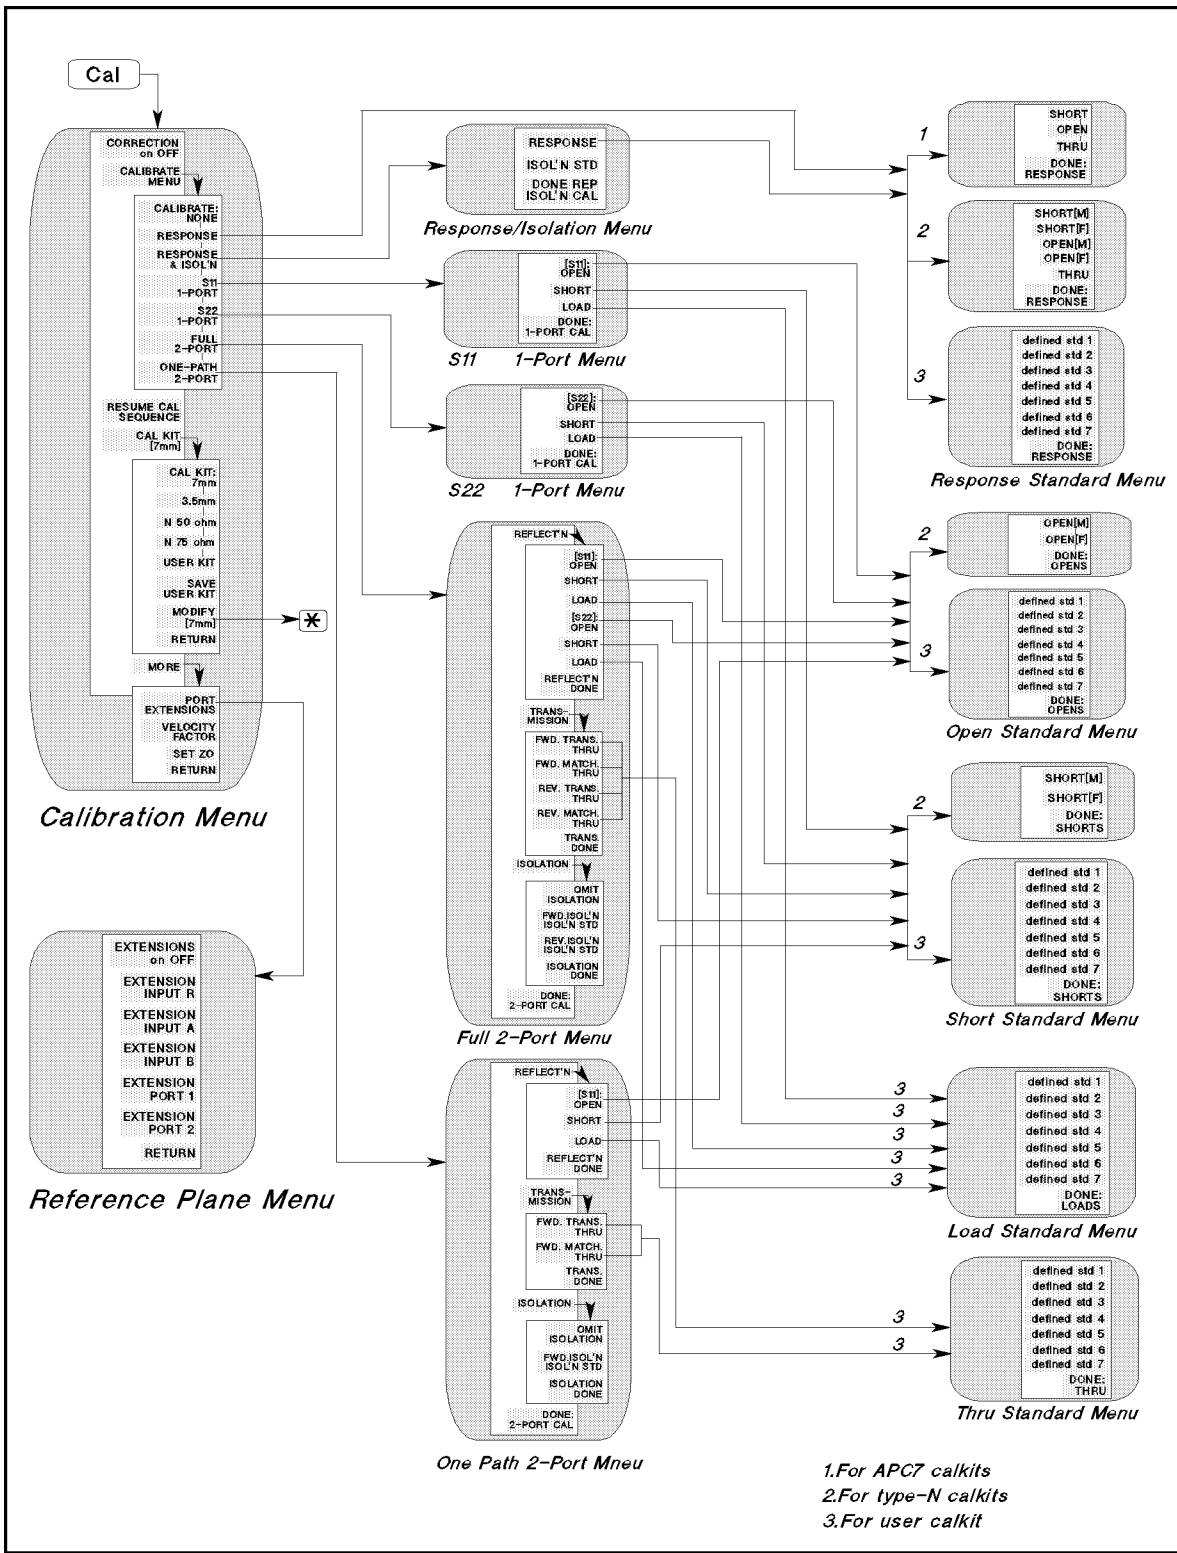 Cal
CORRECTION
on OFF
CALIBRATE
MENU
CALIBRATE:
NONE
RESPONSE
RESPONSE
& ISOL'N
S11
1-PORT
S22
1-PORT
FULL
2-PORT
ONE-PATH
2-PORT
RESUME CAL
SEQUENCE
CAL KIT
[7mm]
CAL KIT:
7mm
3.5mm
N 50 ohm
N 75 ohm
USER KIT
SAVE
USER KIT
MODIFY
[7mm]
RETURN
*
MORE
PORT
EXTENSIONS
VELOCITY
FACTOR
SET ZO
RETURN
Calibration Menu
EXTENSIONS
on OFF
EXTENSION
INPUT R
EXTENSION
INPUT A
EXTENSION
INPUT B
EXTENSION
PORT 1
EXTENSION
PORT 2
RETURN
Reference Plane Menu
RESPONSE
ISOL'N STD
DONE REP
ISOL'N CAL
Response/Isolation Menu
[S11]:
OPEN
SHORT
LOAD
DONE:
1-PORT CAL
S11 1-Port Menu
[S22]:
OPEN
SHORT
LOAD
DONE:
1-PORT CAL
S22 1-Port Menu
REFLECT'N
[S11]:
OPEN
SHORT
LOAD
[S22]:
OPEN
SHORT
LOAD
REFLECT'N
DONE
TRANS-
MISSION
FWD. TRANS.
THRU
FWD. MATCH.
THRU
REV. TRANS.
THRU
REV. MATCH.
THRU
TRANS.
DONE
ISOLATION
OMIT
ISOLATION
FWD.ISOL'N
ISOL'N STD
REV.ISOL'N
ISOL'N STD
ISOLATION
DONE
DONE:
2-PORT CAL
Full 2-Port Menu
REFLECT'N
[S11]:
OPEN
SHORT
LOAD
REFLECT'N
DONE
TRANS-
MISSION
FWD. TRANS.
THRU
FWD. MATCH.
THRU
TRANS.
DONE
ISOLATION
OMIT
ISOLATION
FWD.ISOL'N
ISOL'N STD
ISOLATION
DONE
DONE:
2-PORT CAL
One Path 2-Port Mneu
1
SHORT
OPEN
THRU
DONE:
RESPONSE
2
SHORT[M]
SHORT[F]
OPEN[M]
OPEN[F]
THRU
DONE:
RESPONSE
3
defined std 1
defined std 2
defined std 3
defined std 4
defined std 5
defined std 6
defined std 7
DONE:
RESPONSE
Response Standard Menu
2
OPEN[M]
OPEN[F]
DONE:
OPENS
3
defined std 1
defined std 2
defined std 3
defined std 4
defined std 5
defined std 6
defined std 7
DONE:
OPENS
Open Standard Menu
2
SHORT[M]
SHORT[F]
DONE:
SHORTS
3
defined std 1
defined std 2
defined std 3
defined std 4
defined std 5
defined std 6
defined std 7
DONE:
SHORTS
Short Standard Menu
3
3
3
3
3
defined std 1
defined std 2
defined std 3
defined std 4
defined std 5
defined std 6
defined std 7
DONE:
LOADS
Load Standard Menu
3
3
defined std 1
defined std 2
defined std 3
defined std 4
defined std 5
defined std 6
defined std 7
DONE:
THRU
Thru Standard Menu
1.For APC7 calkits
2.For type-N calkits
3.For user calkit